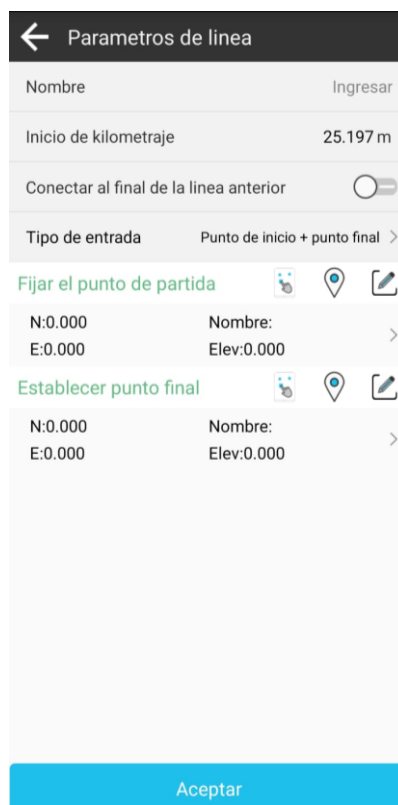 Parametros de linea
Nombre Ingresar
Inicio de kilometraje 25.197 m
Conectar al final de la linea anterior
Tipo de entrada Punto de inicio + punto final
Fijar el punto de partida
N:0.000 Nombre:
E:0.000 Elev:0.000
Establecer punto final
N:0.000 Nombre:
E:0.000 Elev:0.000
Aceptar